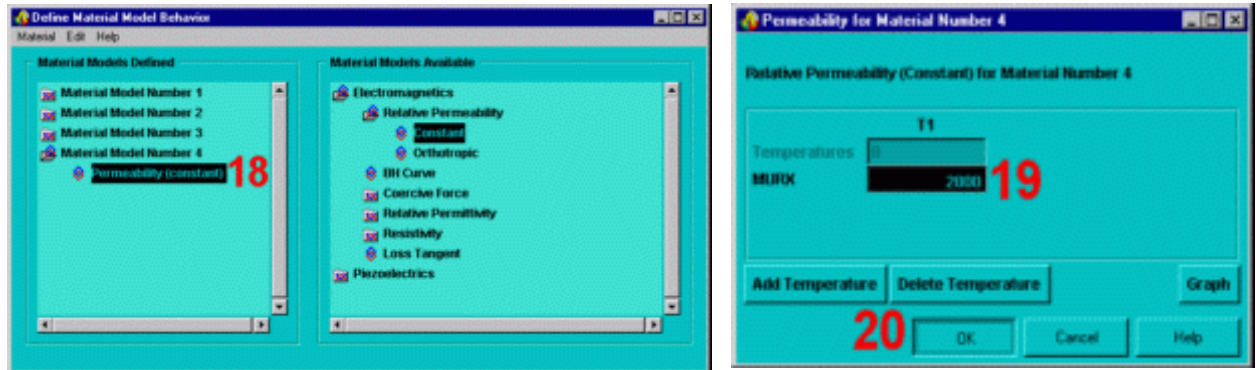 Define Material Model Behavior
Material Edit Help
Material Models Defined
Material Model Number 1
Material Model Number 2
Material Model Number 3
Material Model Number 4
Permeability (constant)
18
Material Models Available
Electromagnetics
Relative Permeability
Constant
Orthotropic
BH Curve
Coercive Force
Relative Permittivity
Resistivity
Loss Tangent
Piezoelectrics
Permeability for Material Number 4
Relative Permeability (Constant) for Material Number 4
T1
Temperatures 0
MURX 2000
19
Add Temperature Delete Temperature Graph
20
OK Cancel Help